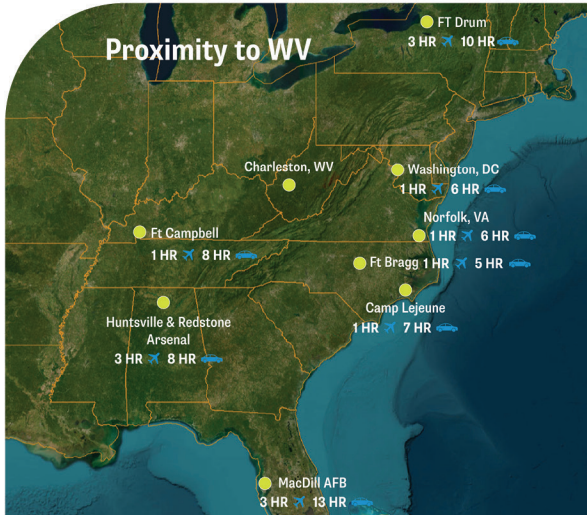 FT Drum
3 HR 10 HR
Proximity to WV
Charleston, WV
Washington, DC
1 HR 6 HR
Norfolk, VA
1 HR 6 HR
Ft Campbell
1 HR 8 HR
Ft Bragg 1 HR 5 HR
Camp Lejeune
1 HR 7 HR
Huntsville & Redstone
Arsenal
3 HR 8 HR
MacDill AFB
3 HR 13 HR